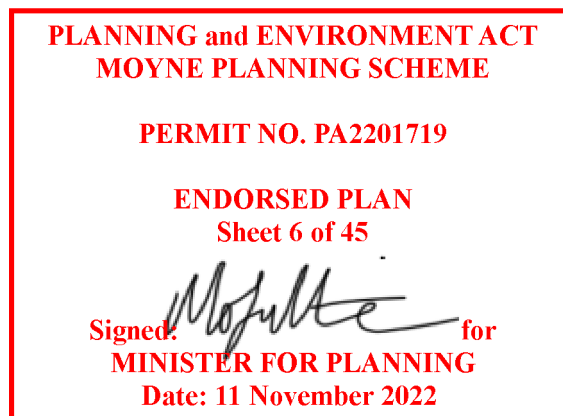 PLANNING and ENVIRONMENT ACT
MOYNE PLANNING SCHEME
PERMIT NO. PA2201719
ENDORSED PLAN
Sheet 6 of 45
Signed: for
MINISTER FOR PLANNING
Date: 11 November 2022